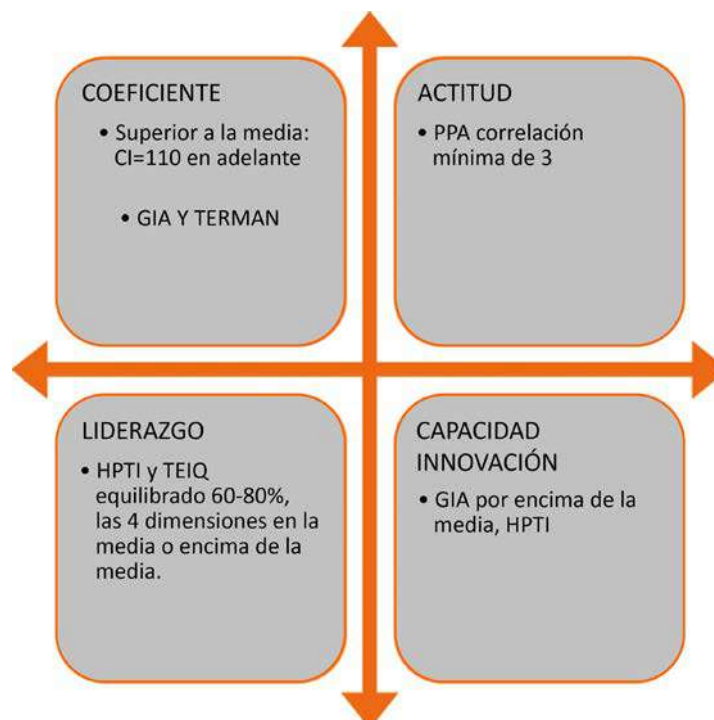 COEFICIENTE
• Superior a la media:
CI=110 en adelante
• GIA Y TERMAN
ACTITUD
• PPA correlación
mínima de 3
LIDERAZGO
• HPTI y TEIQ
equilibrado 60-80%,
las 4 dimensiones en la
media o encima de la
media.
CAPACIDAD
INNOVACIÓN
• GIA por encima de la
media, HPTI